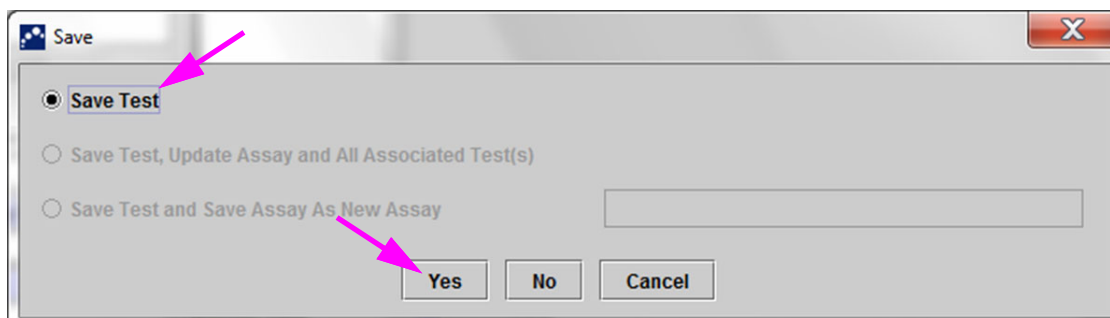 Save
Save Test
Save Test, Update Assay and All Associated Test(s)
Save Test and Save Assay As New Assay
Yes No Cancel